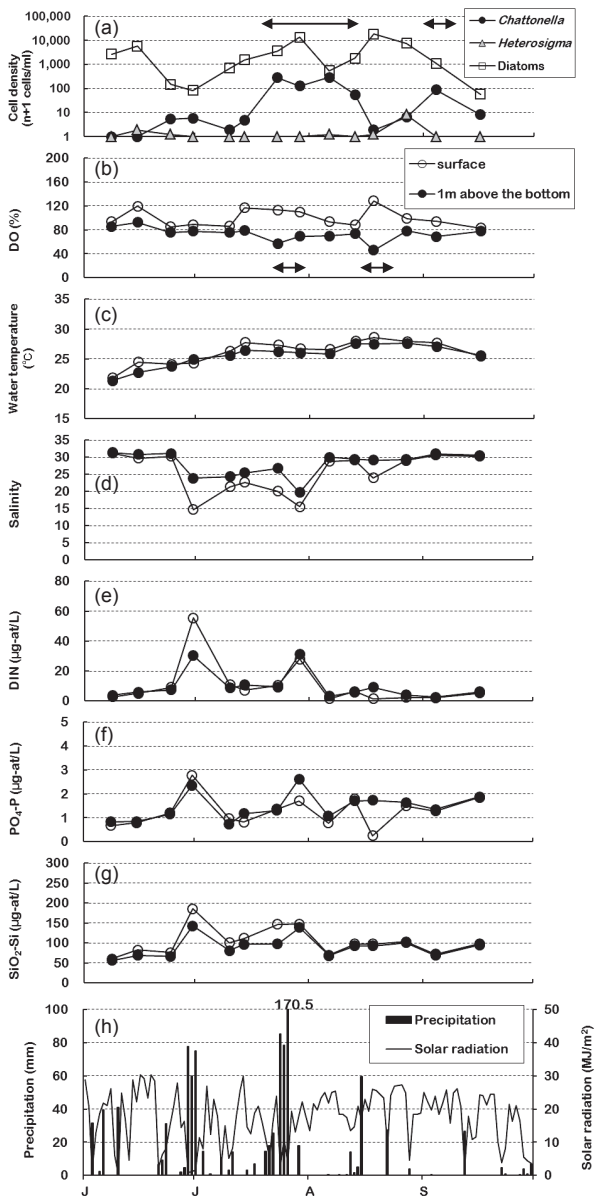 (a)
Cell density
(n+1 cells/ml)
100,000
10,000
1,000
100
10
1
Chattonella
Heterosigma
Diatoms
(b)
DO (%)
200
160
120
80
40
0
surface
1m above the bottom
(c)
Water temperature
(℃)
35
30
25
20
15
(d)
Salinity
35
30
25
20
15
10
5
0
(e)
DIN (µg-at/L)
80
60
40
20
0
(f)
PO4-P (µg-at/L)
5
4
3
2
1
0
(g)
SiO2-Si (µg-at/L)
300
250
200
150
100
50
0
170.5
(h)
Precipitation (mm)
100
80
60
40
20
0
Precipitation
Solar radiation
50
40
30
20
10
0
Solar radiation (MJ/m²)
J
J
A
S